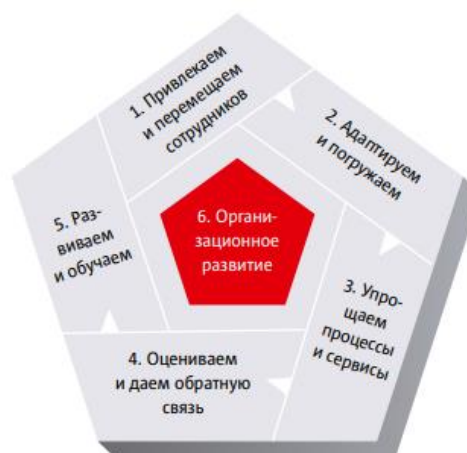 1. Привлекаем
и перемещаем
сотрудников
2. Адаптируем
и погружаем
3. Упро-
щаем
процессы
и сервисы
4. Оцениваем
и даем обратную
связь
5. Раз-
виваем
и обучаем
6. Органи-
зационное
развитие